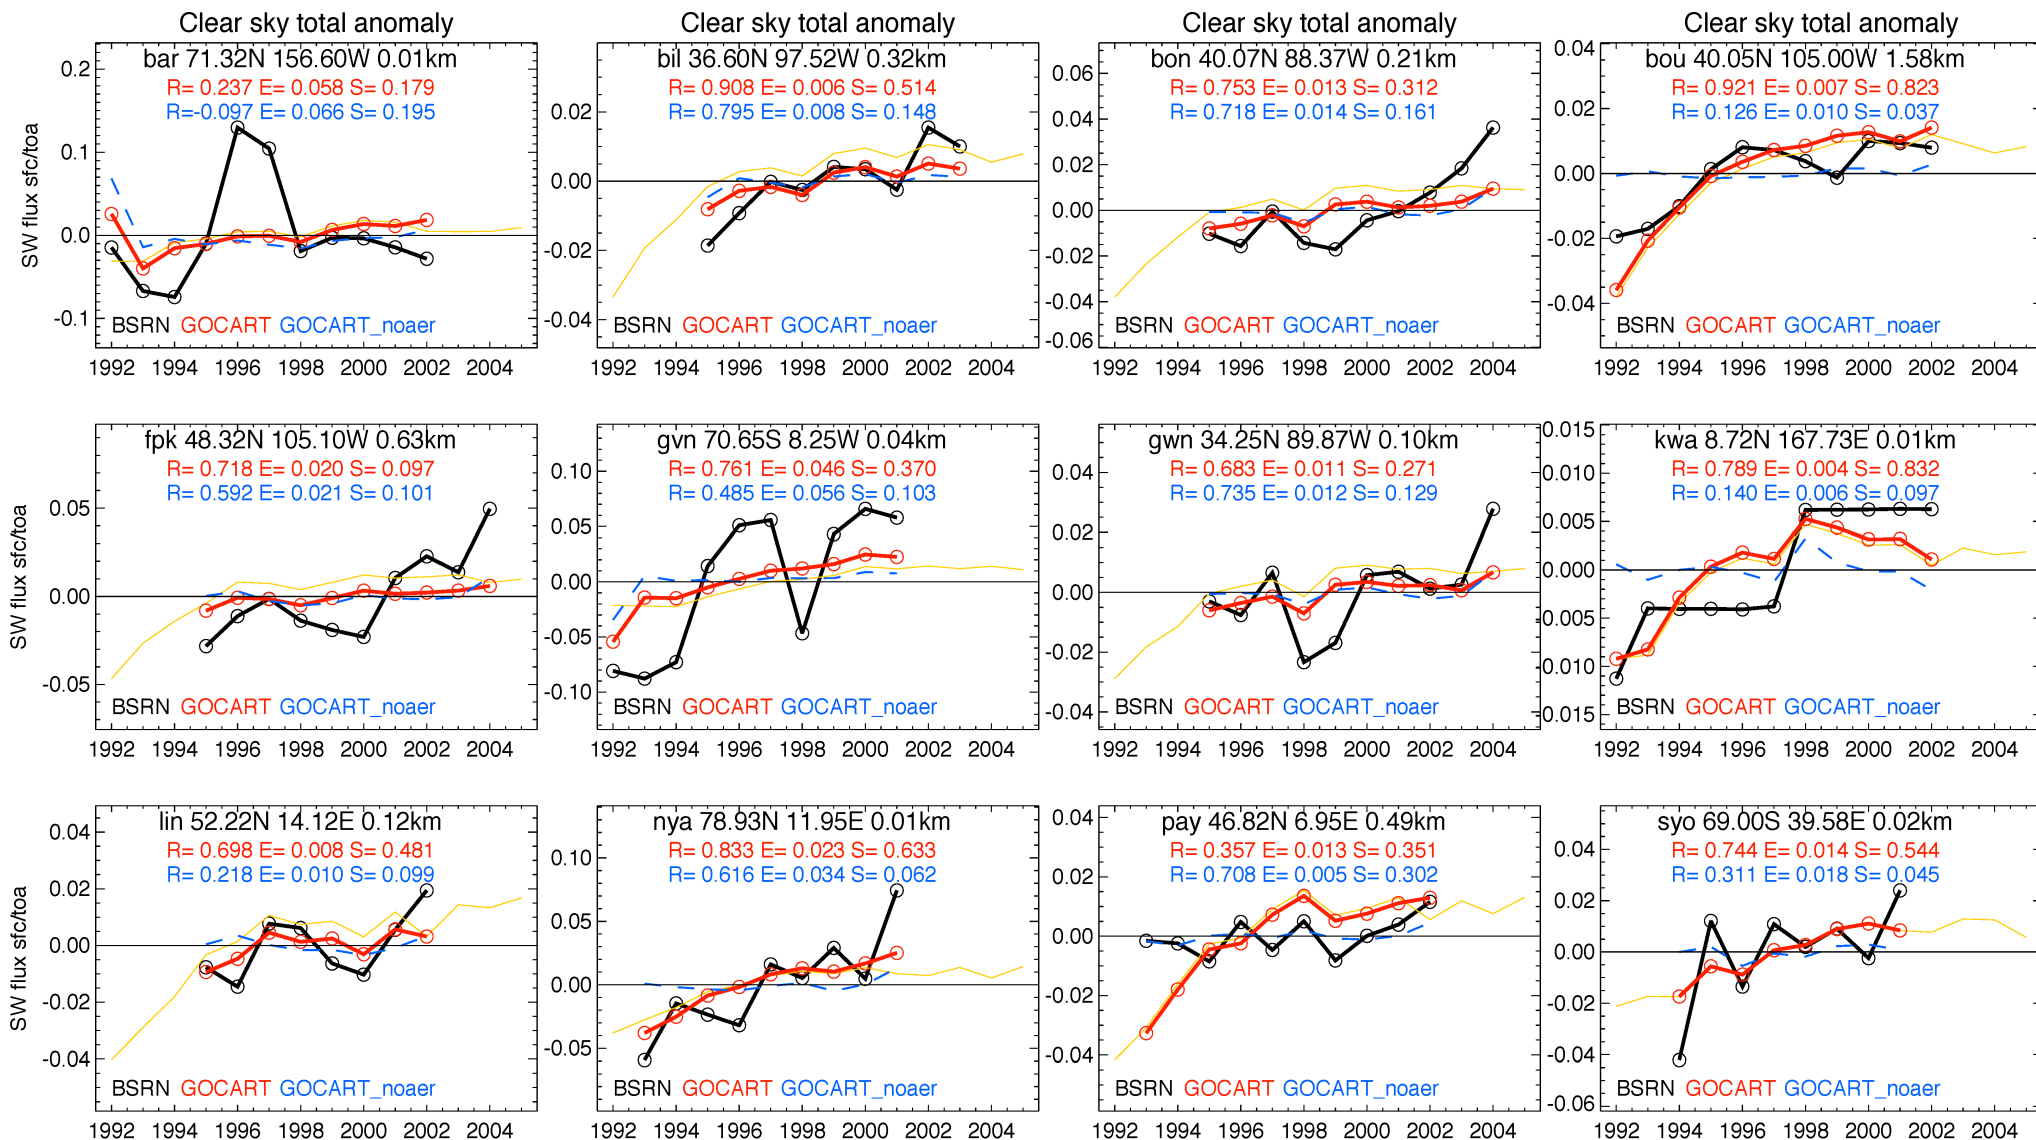 Clear sky total anomaly
bar 71.32N 156.60W 0.01km
R= 0.237 E= 0.058 S= 0.179
R=-0.097 E= 0.066 S= 0.195
SW flux sfc/toa
0.2
0.1
0.0
-0.1
BSRN GOCART GOCART_noaer
1992 1994 1996 1998 2000 2002 2004
Clear sky total anomaly
bil 36.60N 97.52W 0.32km
R= 0.908 E= 0.006 S= 0.514
R= 0.795 E= 0.008 S= 0.148
0.02
0.00
-0.02
-0.04
BSRN GOCART GOCART_noaer
1992 1994 1996 1998 2000 2002 2004
Clear sky total anomaly
bon 40.07N 88.37W 0.21km
R= 0.753 E= 0.013 S= 0.312
R= 0.718 E= 0.014 S= 0.161
0.06
0.04
0.02
0.00
-0.02
-0.04
-0.06
BSRN GOCART GOCART_noaer
1992 1994 1996 1998 2000 2002 2004
Clear sky total anomaly
bou 40.05N 105.00W 1.58km
R= 0.921 E= 0.007 S= 0.823
R= 0.126 E= 0.010 S= 0.037
0.04
0.02
0.00
-0.02
-0.04
BSRN GOCART GOCART_noaer
1992 1994 1996 1998 2000 2002 2004
fpk 48.32N 105.10W 0.63km
R= 0.718 E= 0.020 S= 0.097
R= 0.592 E= 0.021 S= 0.101
SW flux sfc/toa
0.05
0.00
-0.05
BSRN GOCART GOCART_noaer
1992 1994 1996 1998 2000 2002 2004
gvn 70.65S 8.25W 0.04km
R= 0.761 E= 0.046 S= 0.370
R= 0.485 E= 0.056 S= 0.103
0.10
0.05
0.00
-0.05
-0.10
BSRN GOCART GOCART_noaer
1992 1994 1996 1998 2000 2002 2004
gwn 34.25N 89.87W 0.10km
R= 0.683 E= 0.011 S= 0.271
R= 0.735 E= 0.012 S= 0.129
0.04
0.02
0.00
-0.02
-0.04
BSRN GOCART GOCART_noaer
1992 1994 1996 1998 2000 2002 2004
kwa 8.72N 167.73E 0.01km
R= 0.789 E= 0.004 S= 0.832
R= 0.140 E= 0.006 S= 0.097
0.015
0.010
0.005
0.000
0.005
0.010
0.015
BSRN GOCART GOCART_noaer
1992 1994 1996 1998 2000 2002 2004
lin 52.22N 14.12E 0.12km
R= 0.698 E= 0.008 S= 0.481
R= 0.218 E= 0.010 S= 0.099
SW flux sfc/toa
0.04
0.02
0.00
-0.02
-0.04
BSRN GOCART GOCART_noaer
1992 1994 1996 1998 2000 2002 2004
nya 78.93N 11.95E 0.01km
R= 0.833 E= 0.023 S= 0.633
R= 0.616 E= 0.034 S= 0.062
0.10
0.05
0.00
-0.05
BSRN GOCART GOCART_noaer
1992 1994 1996 1998 2000 2002 2004
pay 46.82N 6.95E 0.49km
R= 0.357 E= 0.013 S= 0.351
R= 0.708 E= 0.005 S= 0.302
0.04
0.02
0.00
-0.02
-0.04
BSRN GOCART GOCART_noaer
1992 1994 1996 1998 2000 2002 2004
syo 69.00S 39.58E 0.02km
R= 0.744 E= 0.014 S= 0.544
R= 0.311 E= 0.018 S= 0.045
0.04
0.02
0.00
-0.02
-0.04
-0.06
BSRN GOCART GOCART_noaer
1992 1994 1996 1998 2000 2002 2004